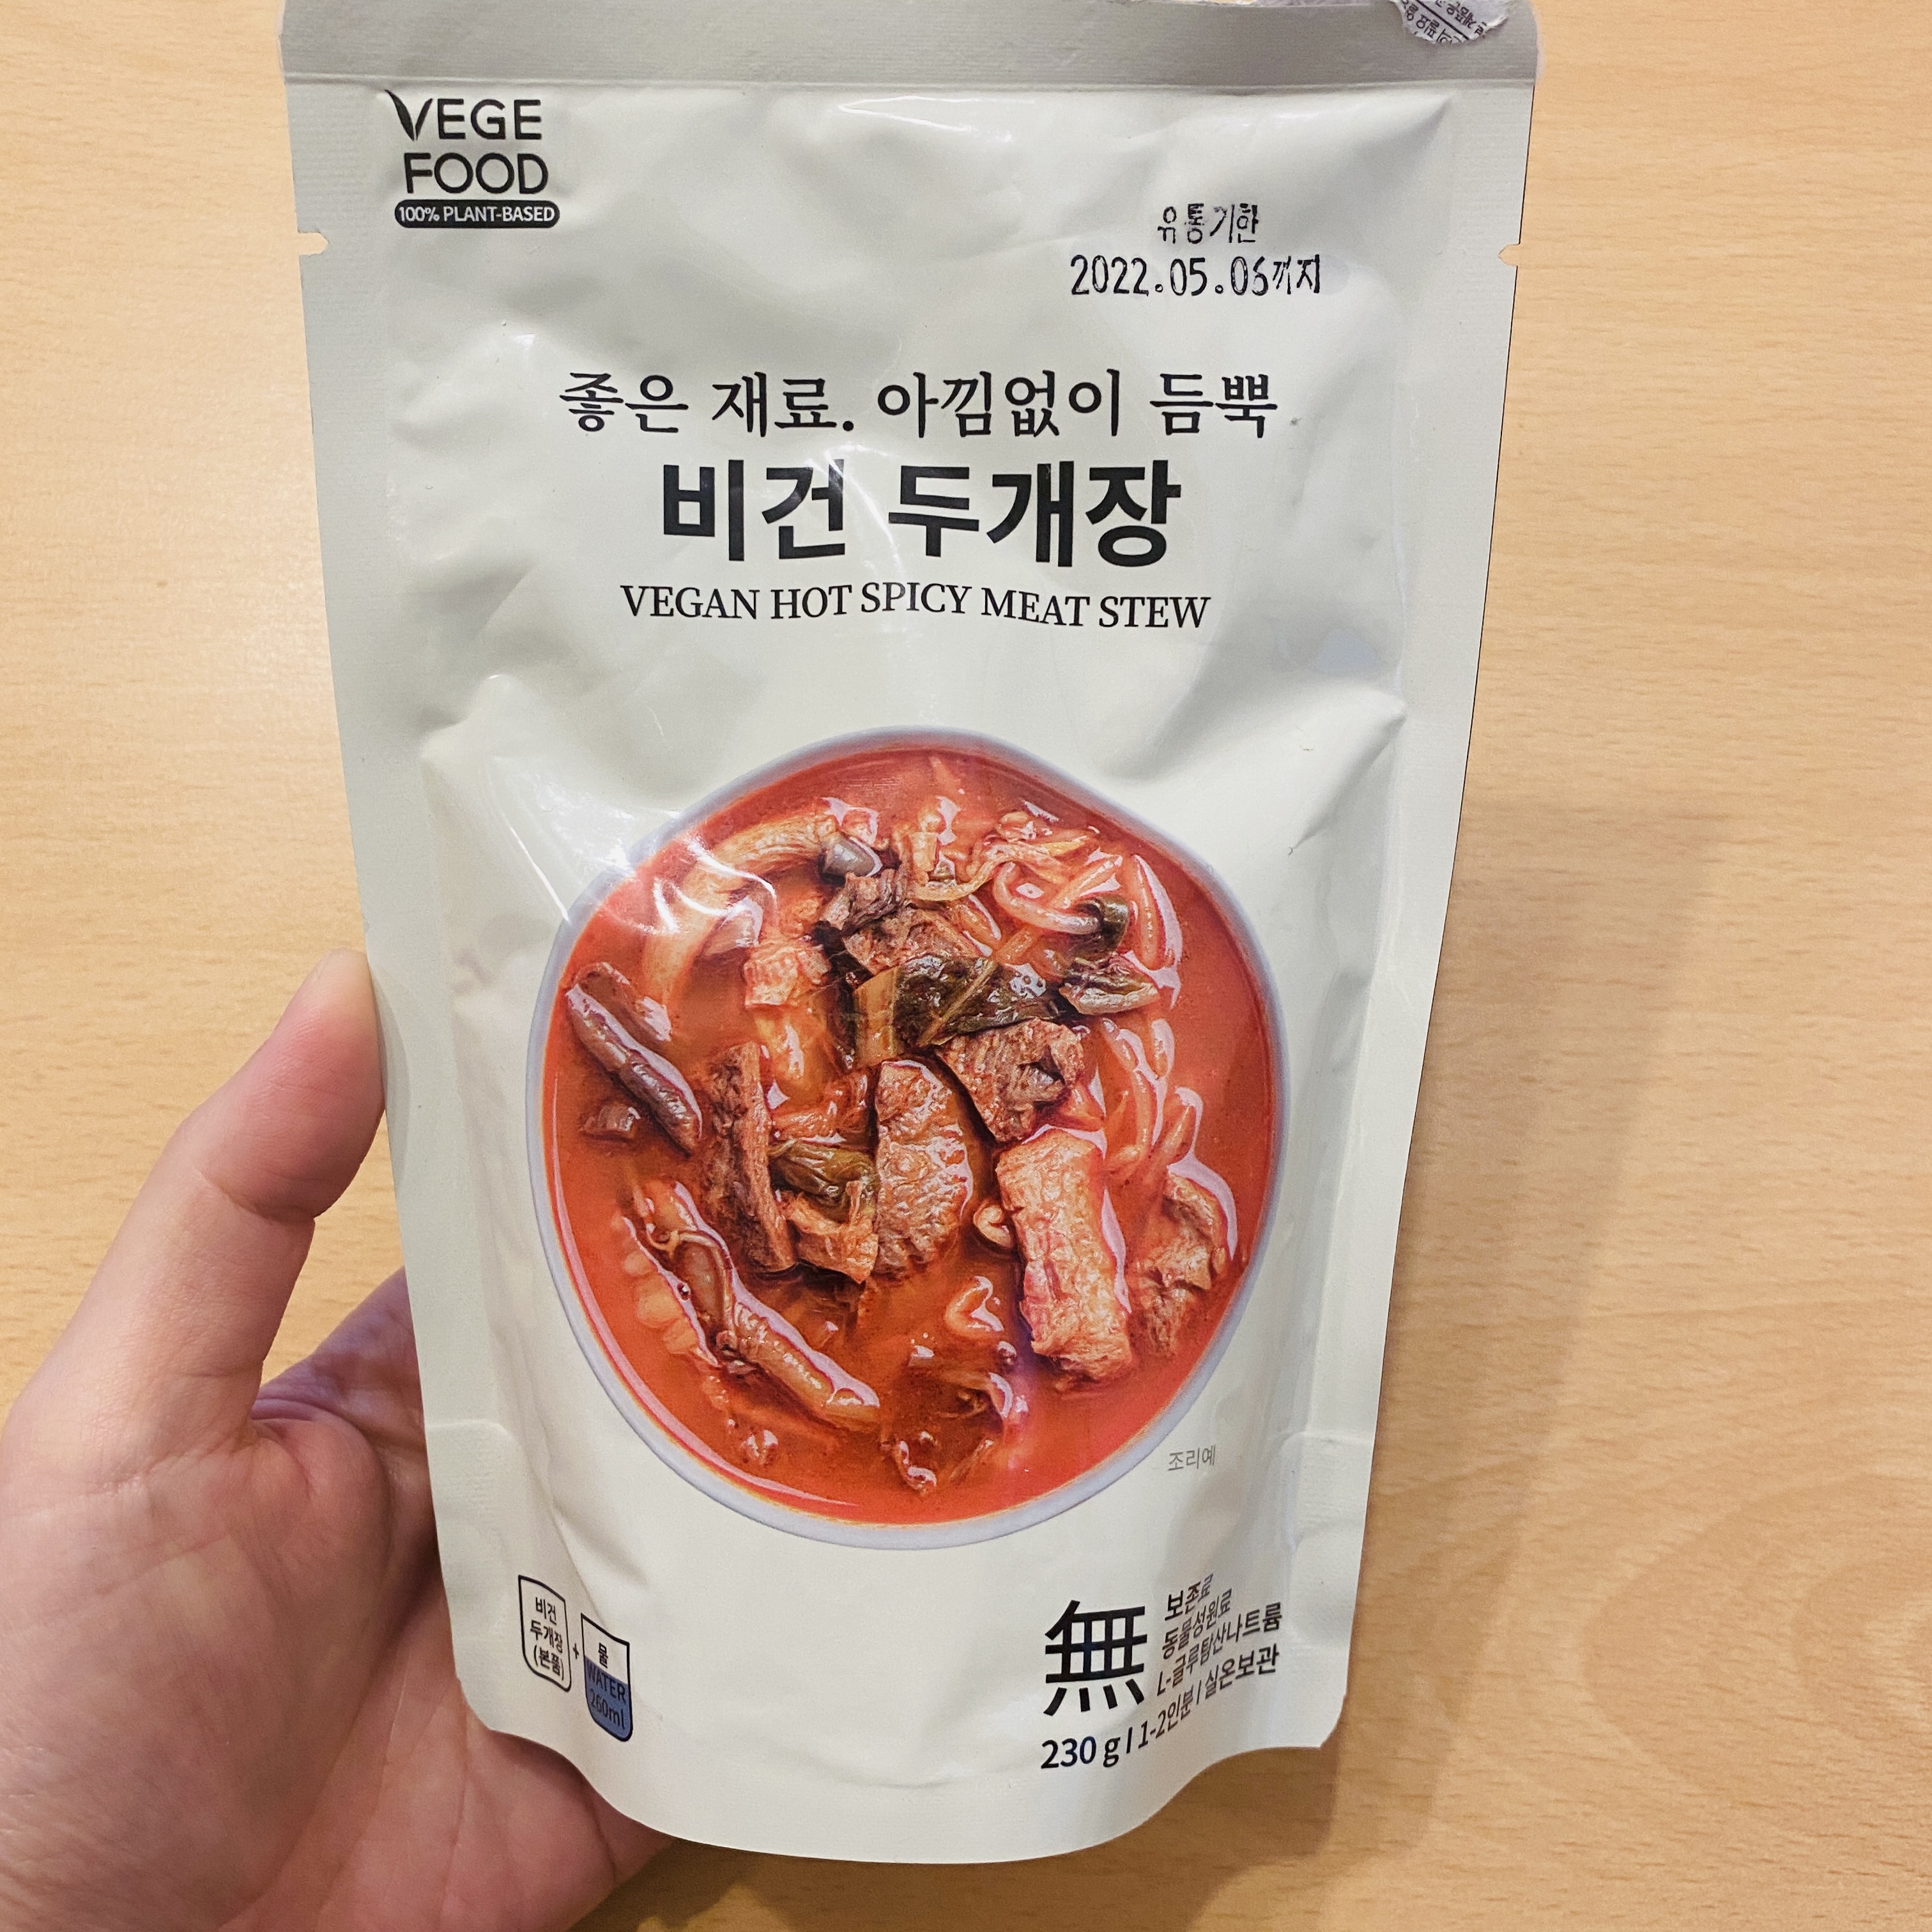 VEGE
FOOD
100% PLANT-BASED
유통기한
2022.05.06까지
좋은 재료. 아낌없이 듬뿍
비건 두개장
VEGAN HOT SPICY MEAT STEW
조리예
비건
두개장
(본품)
+
물
WATER
260ml
無
보존료
동물성원료
L-글루탐산나트륨
230 g | 1-2인분 | 실온보관